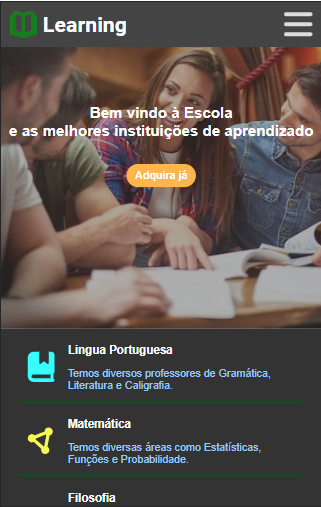 Learning
Bem vindo à Escola
e as melhores instituições de aprendizado
Adquira já
Lingua Portuguesa
Temos diversos professores de Gramática,
Literatura e Caligrafia.
Matemática
Temos diversas áreas como Estatísticas,
Funções e Probabilidade.
Filosofia